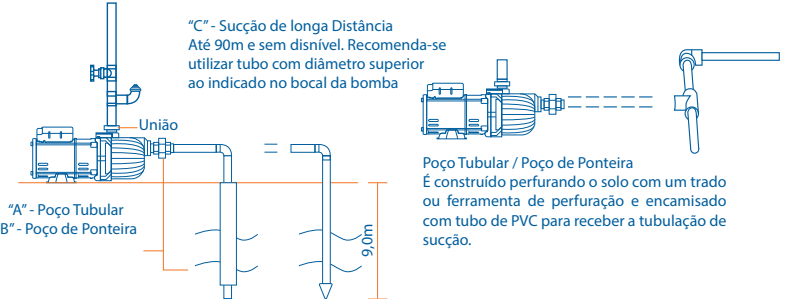 "C" - Sucção de longa Distância
Até 90m e sem disnível. Recomenda-se
utilizar tubo com diâmetro superior
ao indicado no bocal da bomba
União
"A" - Poço Tubular
B" - Poço de Ponteira
9,0m
Poço Tubular / Poço de Ponteira
É construído perfurando o solo com um trado
ou ferramenta de perfuração e encamisado
com tubo de PVC para receber a tubulação de
sucção.